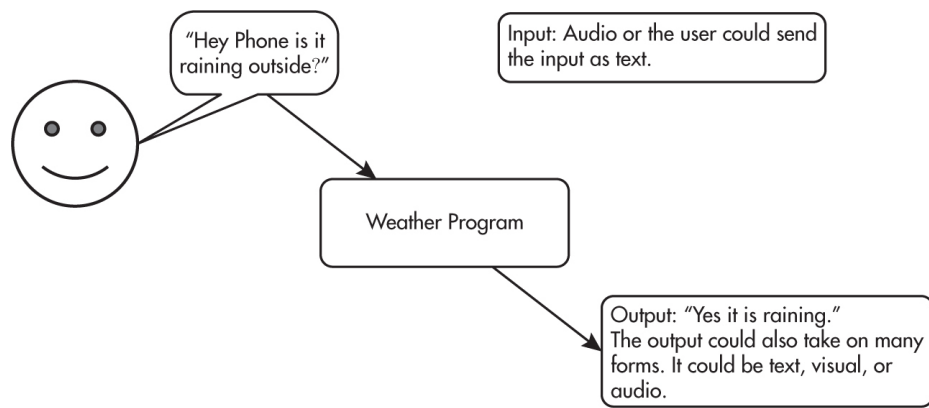 “Hey Phone is it
raining outside?”
Input: Audio or the user could send
the input as text.
Weather Program
Output: “Yes it is raining.”
The output could also take on many
forms. It could be text, visual, or
audio.